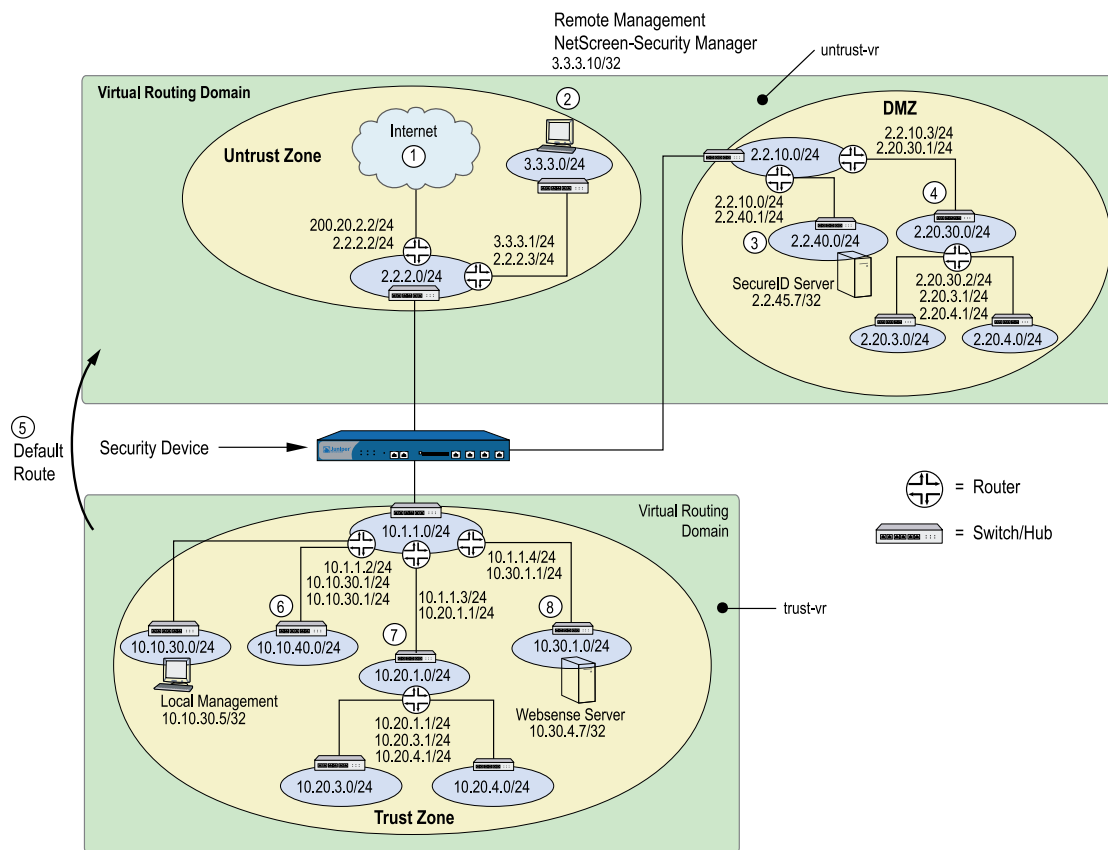 Remote Management
NetScreen-Security Manager
3.3.3.10/32
untrust-vr
Virtual Routing Domain
Untrust Zone
Internet
1
2
3.3.3.0/24
200.20.2.2/24
2.2.2.2/24
3.3.3.1/24
2.2.2.3/24
2.2.2.0/24
DMZ
2.2.10.0/24
2.2.10.3/24
2.20.30.1/24
2.2.10.0/24
2.2.40.1/24
3
2.2.40.0/24
SecureID Server
2.2.45.7/32
4
2.20.30.0/24
2.20.30.2/24
2.20.3.1/24
2.20.4.1/24
2.20.3.0/24
2.20.4.0/24
5
Default
Route
Security Device
Juniper
= Router
= Switch/Hub
Virtual Routing
Domain
trust-vr
10.1.1.0/24
10.1.1.2/24
10.10.30.1/24
10.10.30.1/24
10.1.1.3/24
10.20.1.1/24
10.1.1.4/24
10.30.1.1/24
6
7
8
10.10.30.0/24
10.10.40.0/24
10.20.1.0/24
10.30.1.0/24
Local Management
10.10.30.5/32
Websense Server
10.30.4.7/32
10.20.1.1/24
10.20.3.1/24
10.20.4.1/24
10.20.3.0/24
10.20.4.0/24
Trust Zone